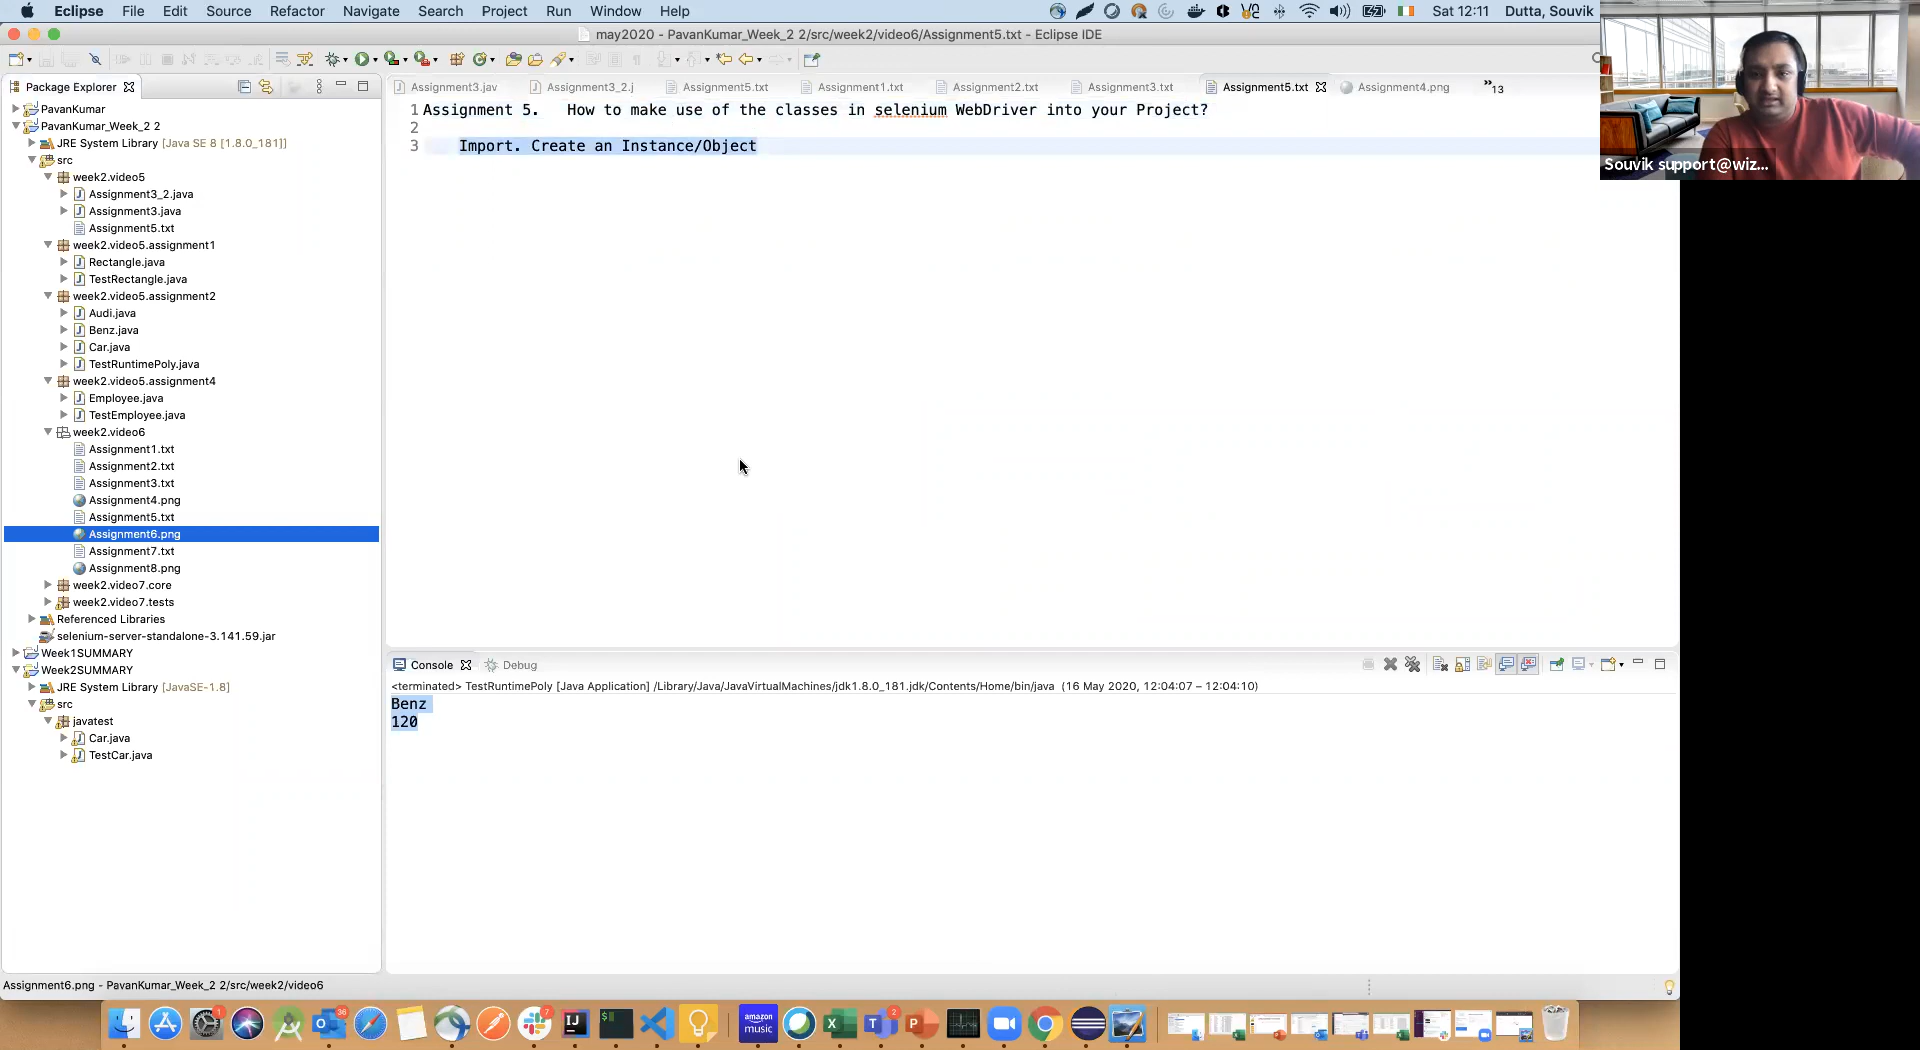 Eclipse File Edit Source Refactor Navigate Search Project Run Window Help Sat 12:11 Dutta, Souvik
may2020 - PavanKumar_Week_2 2/src/week2/video6/Assignment5.txt - Eclipse IDE
Package Explorer
Assignment3.jav Assignment3_2.j Assignment5.txt Assignment1.txt Assignment2.txt Assignment3.txt Assignment5.txt Assignment4.png »13
PavanKumar
PavanKumar_Week_2 2
JRE System Library [Java SE 8 [1.8.0_181]]
src
week2.video5
Assignment3_2.java
Assignment3.java
Assignment5.txt
week2.video5.assignment1
Rectangle.java
TestRectangle.java
week2.video5.assignment2
Audi.java
Benz.java
Car.java
TestRuntimePoly.java
week2.video5.assignment4
Employee.java
TestEmployee.java
week2.video6
Assignment1.txt
Assignment2.txt
Assignment3.txt
Assignment4.png
Assignment5.txt
Assignment6.png
Assignment7.txt
Assignment8.png
week2.video7.core
week2.video7.tests
Referenced Libraries
selenium-server-standalone-3.141.59.jar
Week1SUMMARY
Week2SUMMARY
JRE System Library [JavaSE-1.8]
src
javatest
Car.java
TestCar.java
1 Assignment 5. How to make use of the classes in selenium WebDriver into your Project?
2
3 Import. Create an Instance/Object
Souvik support@wiz...
Console Debug
<terminated> TestRuntimePoly [Java Application] /Library/Java/JavaVirtualMachines/jdk1.8.0_181.jdk/Contents/Home/bin/java (16 May 2020, 12:04:07 – 12:04:10)
Benz
120
Assignment6.png - PavanKumar_Week_2 2/src/week2/video6
1 36 7 IJ $ amazon music X 2 P